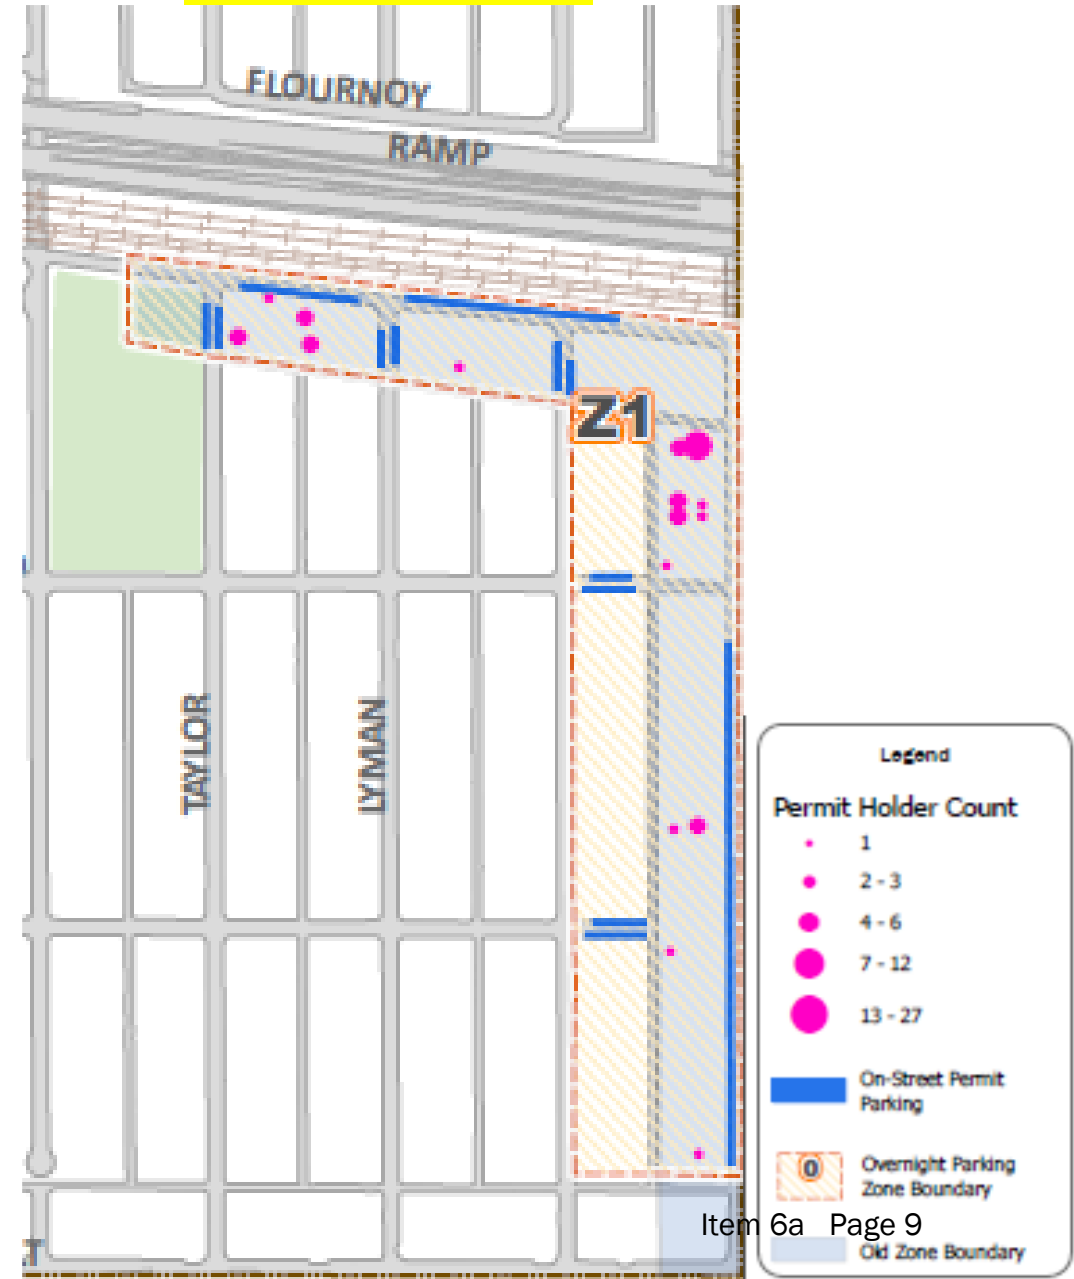 FLOURNOY
RAMP
Z1
TAYLOR
LYMAN
Legend
Permit Holder Count
1
2 - 3
4 - 6
7 - 12
13 - 27
On-Street Permit
Parking
0
Overnight Parking
Zone Boundary
Item 6a Page 9
Old Zone Boundary